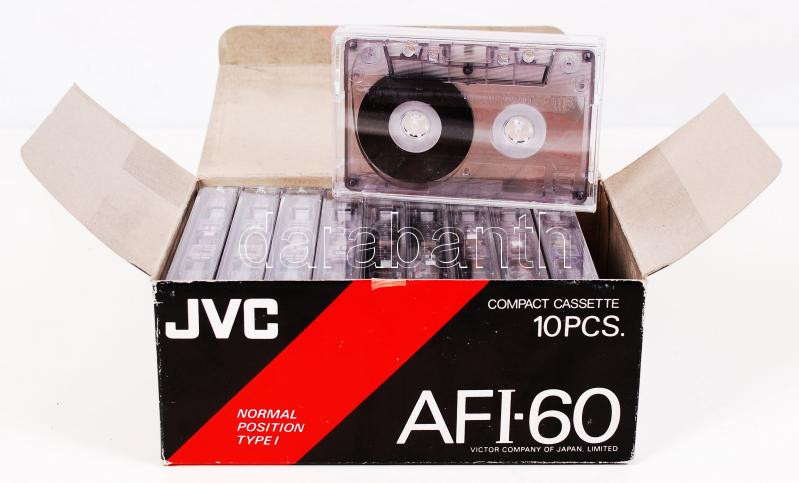 darabanth
JVC
COMPACT CASSETTE
10PCS.
NORMAL
POSITION
TYPE I
AFI-60
VICTOR COMPANY OF JAPAN, LIMITED